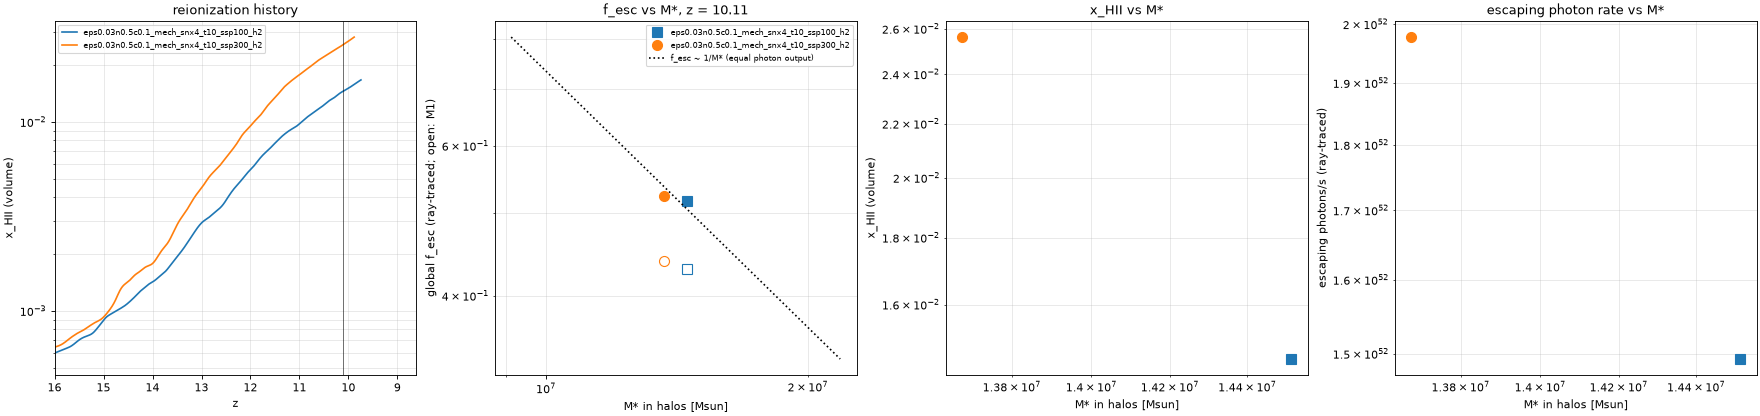 reionization history
eps0.03n0.5c0.1_mech_snx4_t10_ssp100_h2
eps0.03n0.5c0.1_mech_snx4_t10_ssp300_h2
x_HII (volume)
10⁻²
10⁻³
16 15 14 13 12 11 10 9
z
f_esc vs M*, z = 10.11
eps0.03n0.5c0.1_mech_snx4_t10_ssp100_h2
eps0.03n0.5c0.1_mech_snx4_t10_ssp300_h2
f_esc ~ 1/M* (equal photon output)
global f_esc (ray-traced; open: M1)
6 × 10⁻¹
4 × 10⁻¹
10⁷ 2 × 10⁷
M* in halos [Msun]
x_HII vs M*
x_HII (volume)
2.6 × 10⁻²
2.4 × 10⁻²
2.2 × 10⁻²
2 × 10⁻²
1.8 × 10⁻²
1.6 × 10⁻²
1.38 × 10⁷ 1.4 × 10⁷ 1.42 × 10⁷ 1.44 × 10⁷
M* in halos [Msun]
escaping photon rate vs M*
escaping photons/s (ray-traced)
2 × 10⁵²
1.9 × 10⁵²
1.8 × 10⁵²
1.7 × 10⁵²
1.6 × 10⁵²
1.5 × 10⁵²
1.38 × 10⁷ 1.4 × 10⁷ 1.42 × 10⁷ 1.44 × 10⁷
M* in halos [Msun]